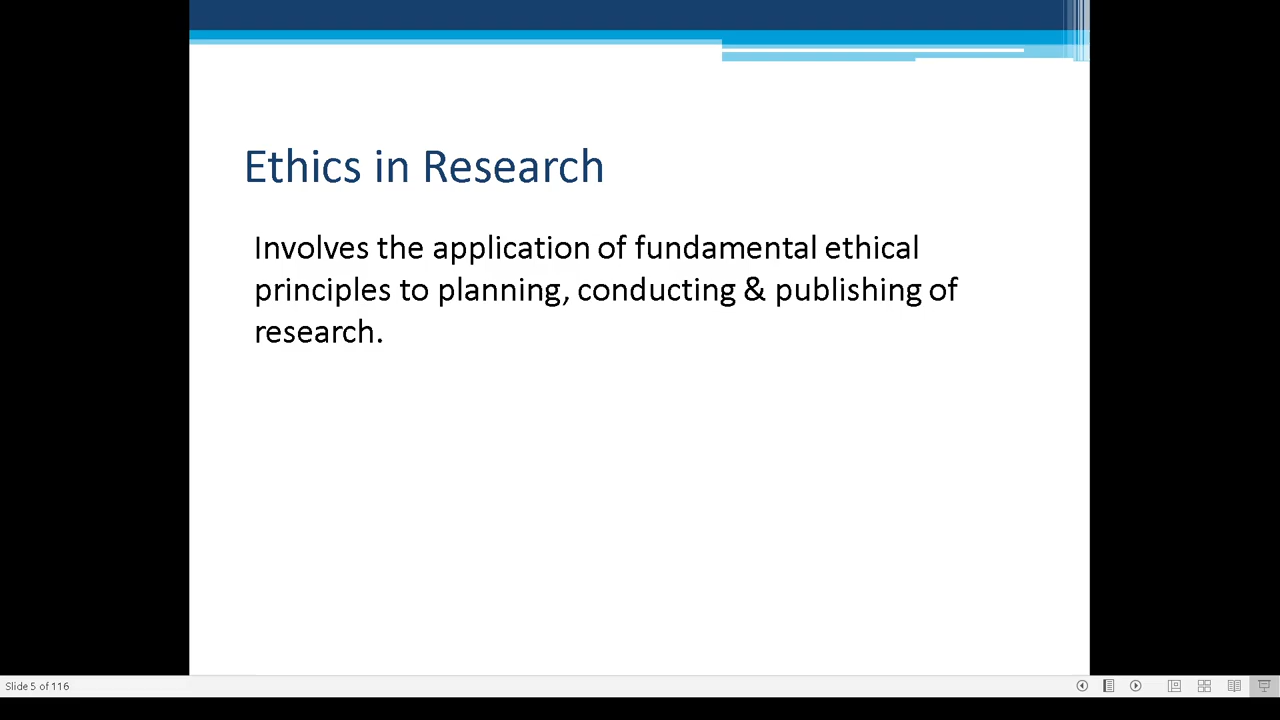 Ethics in Research
Involves the application of fundamental ethical
principles to planning, conducting & publishing of
research.
Slide 5 of 116